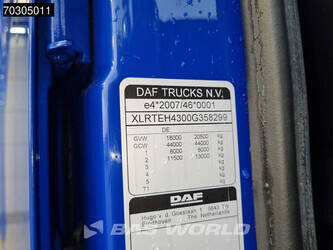 70305011
DAF TRUCKS N.V.
e4*2007/46*0001
XLRTEH4300G358299
DE
GVW 18000 20500 kg
GCW 44000 44000 kg
1 8000 8000 kg
2 11500 13000 kg
3 kg
4 kg
5 kg
T1
DAF
Hugo v. d. Goeslaan 1 5643 TW
Eindhoven The Netherlands
BAS WORLD